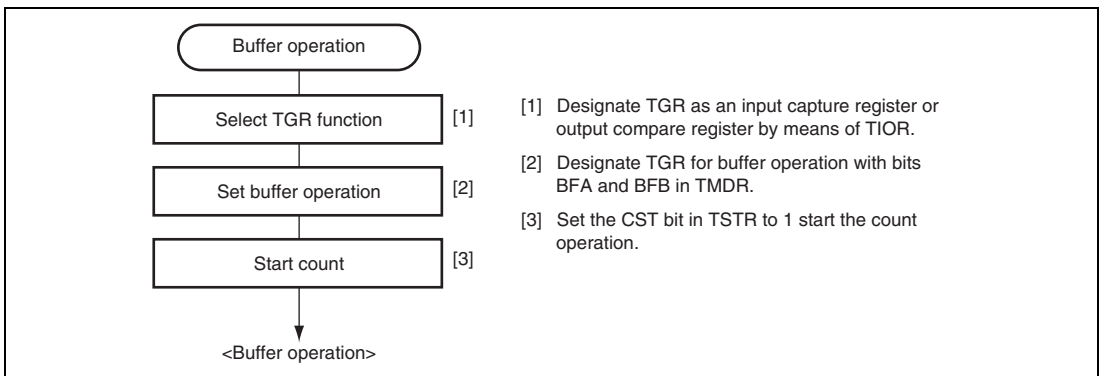 Buffer operation
Select TGR function
[1]
Set buffer operation
[2]
Start count
[3]
<Buffer operation>
[1] Designate TGR as an input capture register or
output compare register by means of TIOR.
[2] Designate TGR for buffer operation with bits
BFA and BFB in TMDR.
[3] Set the CST bit in TSTR to 1 start the count
operation.